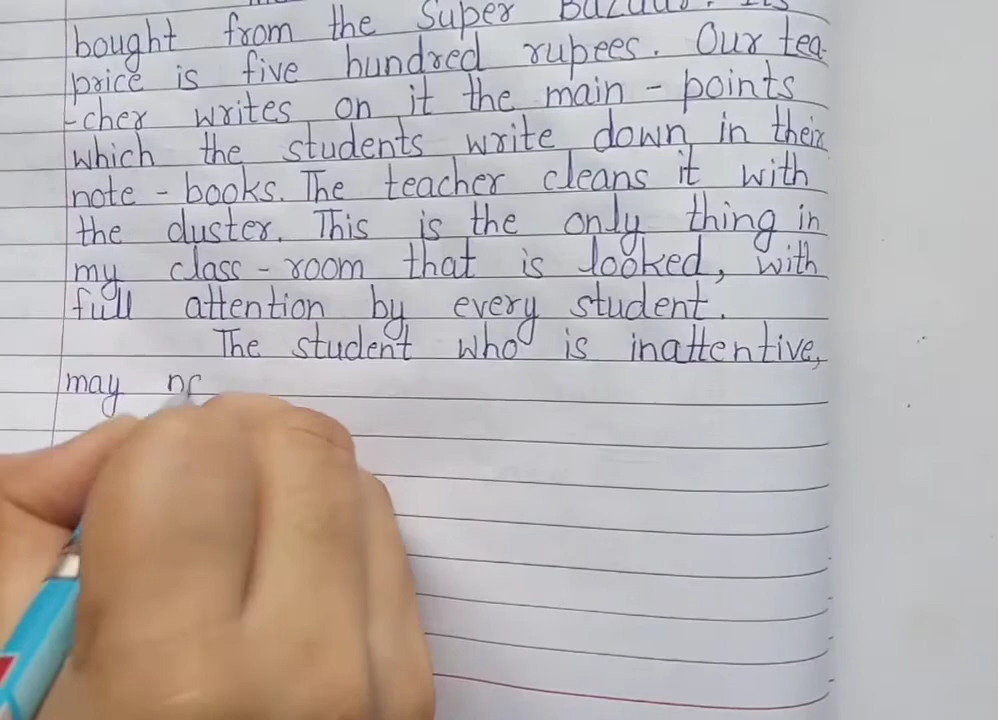 bought from the Super
price is five hundred rupees. Our tea-
-cher writes on it the main - points
which the students write down in their
note - books. The teacher cleans it with
the duster. This is the only thing in
my class - room that is looked, with
full attention by every student.
The student who is inattentive,
may